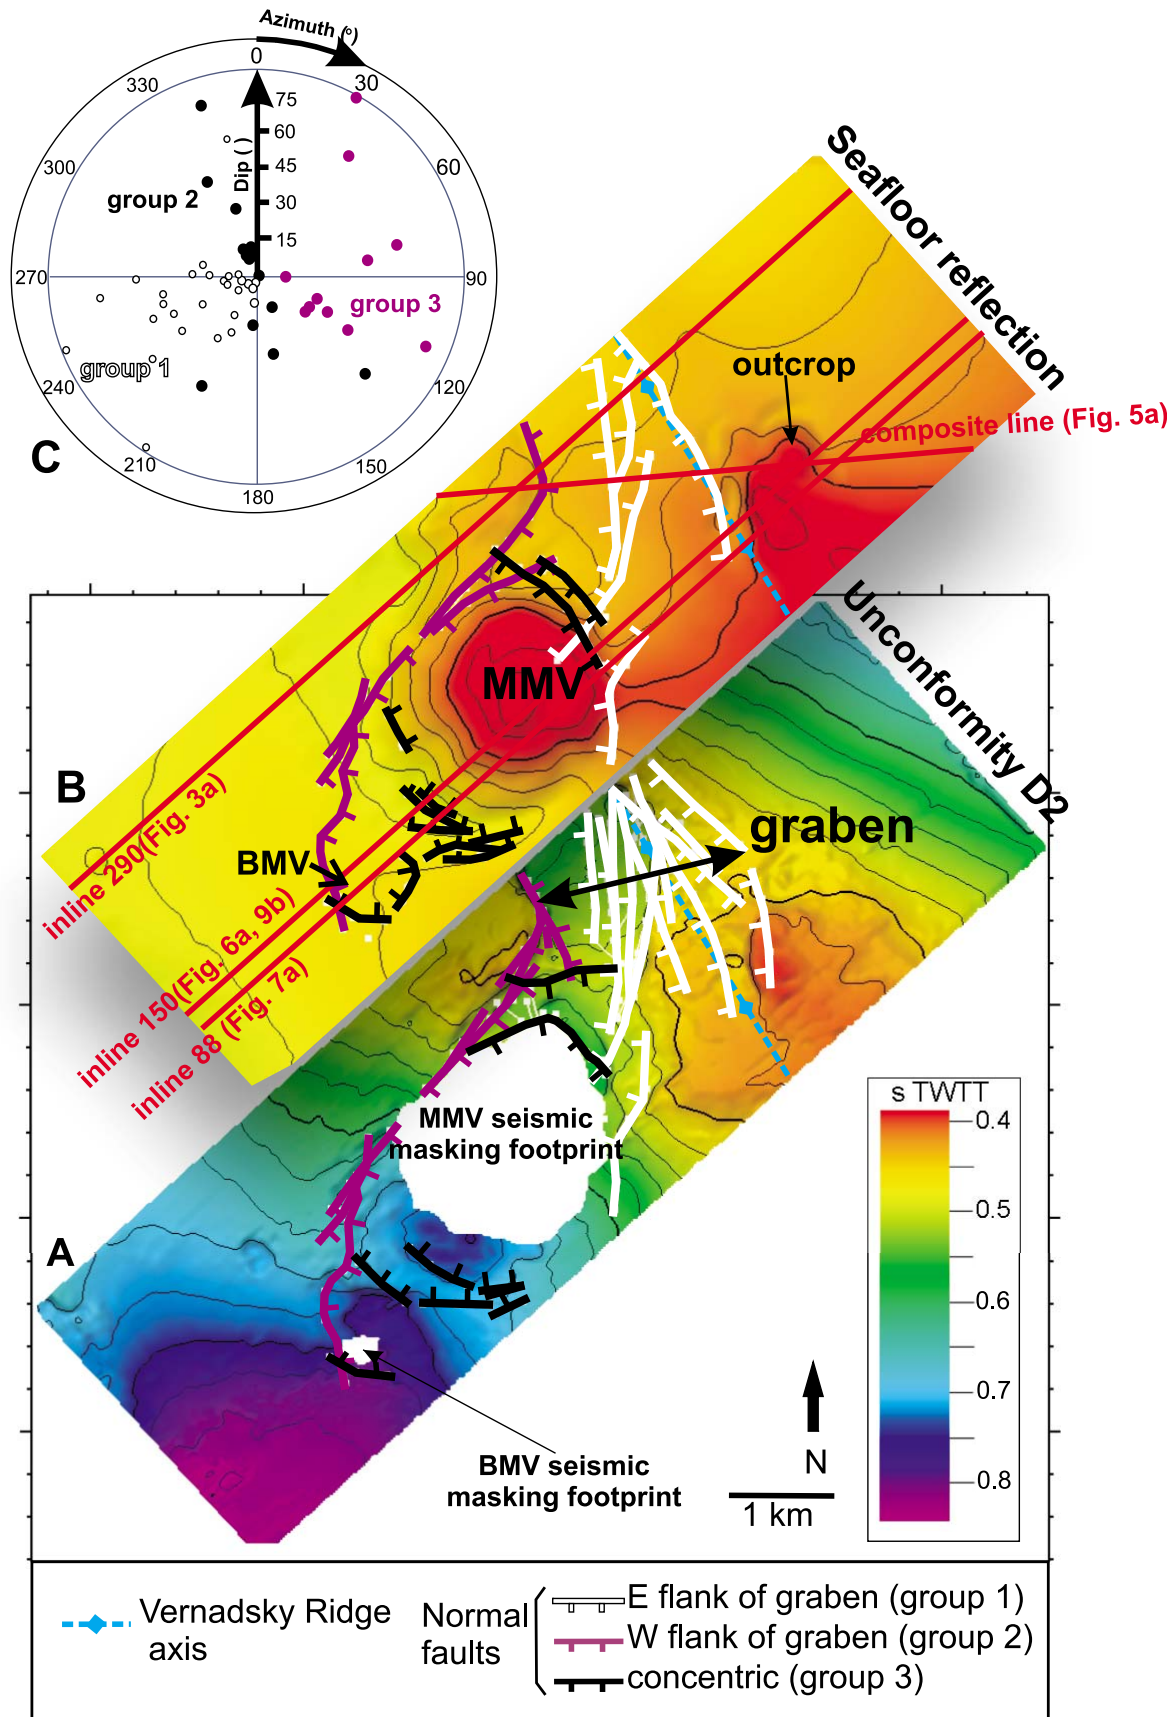 Azimuth (°)
0
30
60
90
120
150
180
210
240
270
300
330
75
60
45
30
15
Dip ( )
group 2
group 3
group 1
C
Seafloor reflection
outcrop
composite line (Fig. 5a)
MMV
Unconformity D2
B
inline 290(Fig. 3a)
BMV
graben
inline 150(Fig. 6a, 9b)
inline 88 (Fig. 7a)
MMV seismic
masking footprint
A
s TWTT
0.4
0.5
0.6
0.7
0.8
BMV seismic
masking footprint
N
1 km
Vernadsky Ridge
axis
Normal
faults
E flank of graben (group 1)
W flank of graben (group 2)
concentric (group 3)